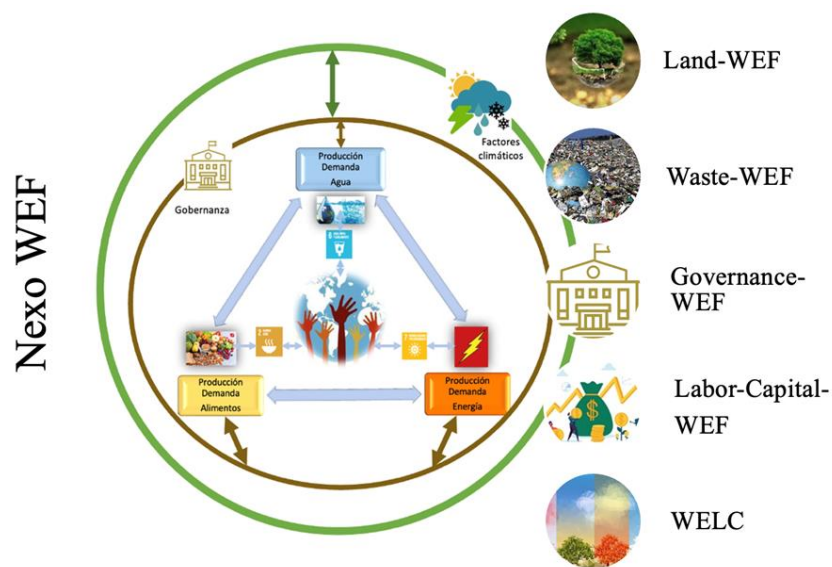 Nexo WEF
Factores
climáticos
Gobernanza
Producción
Demanda
Agua
Producción
Demanda
Alimentos
Producción
Demanda
Energía
Land-WEF
Waste-WEF
Governance-
WEF
Labor-Capital-
WEF
WELC